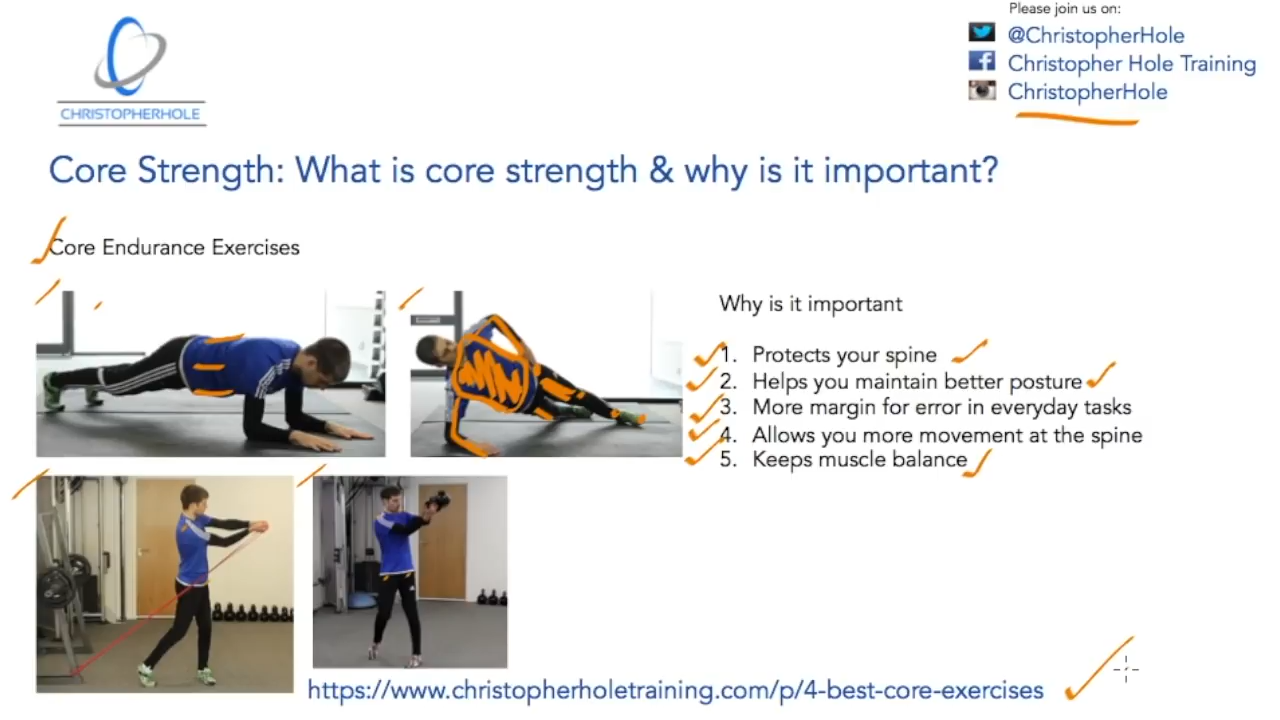 Please join us on:
@ChristopherHole
Christopher Hole Training
ChristopherHole
CHRISTOPHERHOLE
Core Strength: What is core strength & why is it important?
Core Endurance Exercises
Why is it important
1. Protects your spine
2. Helps you maintain better posture
3. More margin for error in everyday tasks
4. Allows you more movement at the spine
5. Keeps muscle balance
https://www.christopherholetraining.com/p/4-best-core-exercises